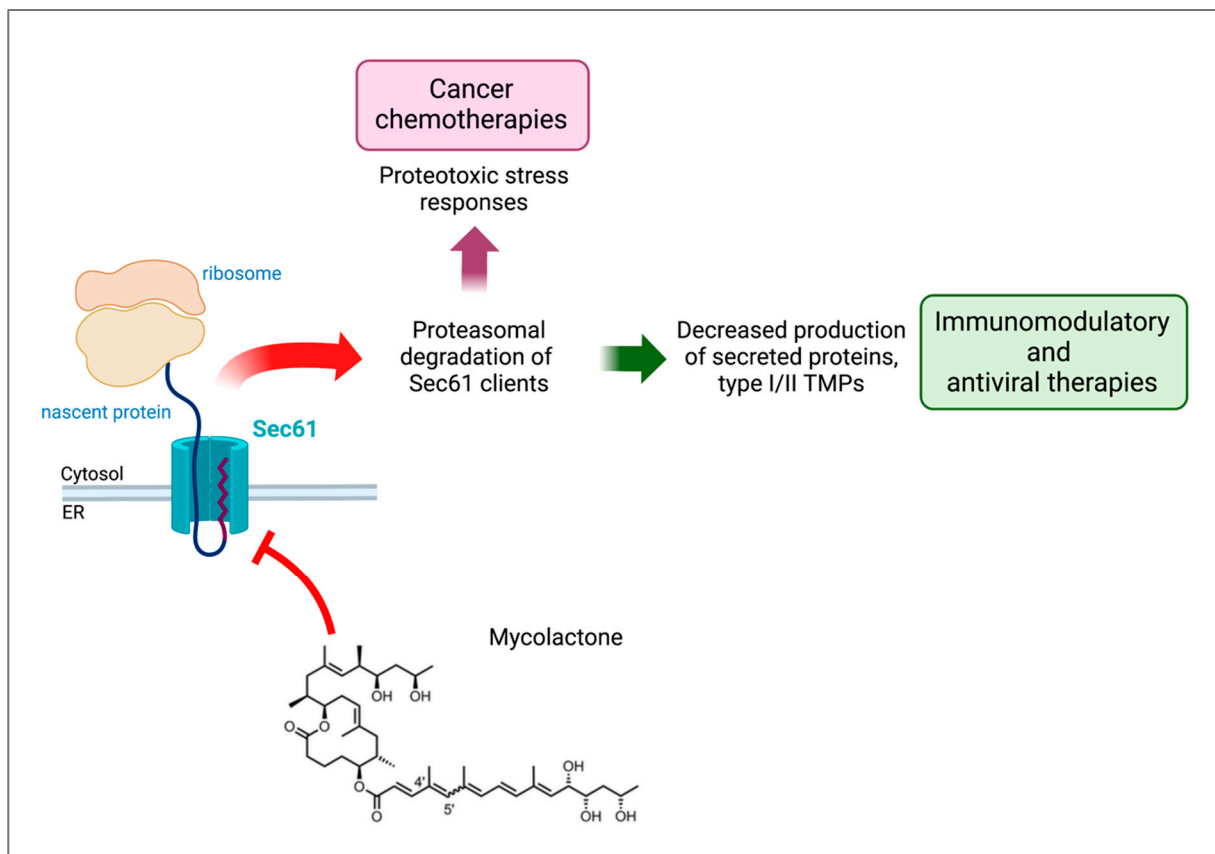 Cancer
chemotherapies
Proteotoxic stress
responses
ribosome
Proteasomal
degradation of
Sec61 clients
Decreased production
of secreted proteins,
type I/II TMPs
Immunomodulatory
and
antiviral therapies
nascent protein
Sec61
Cytosol
ER
Mycolactone
OH
OH
O
O
O
O
4'
5'
OH
OH
OH